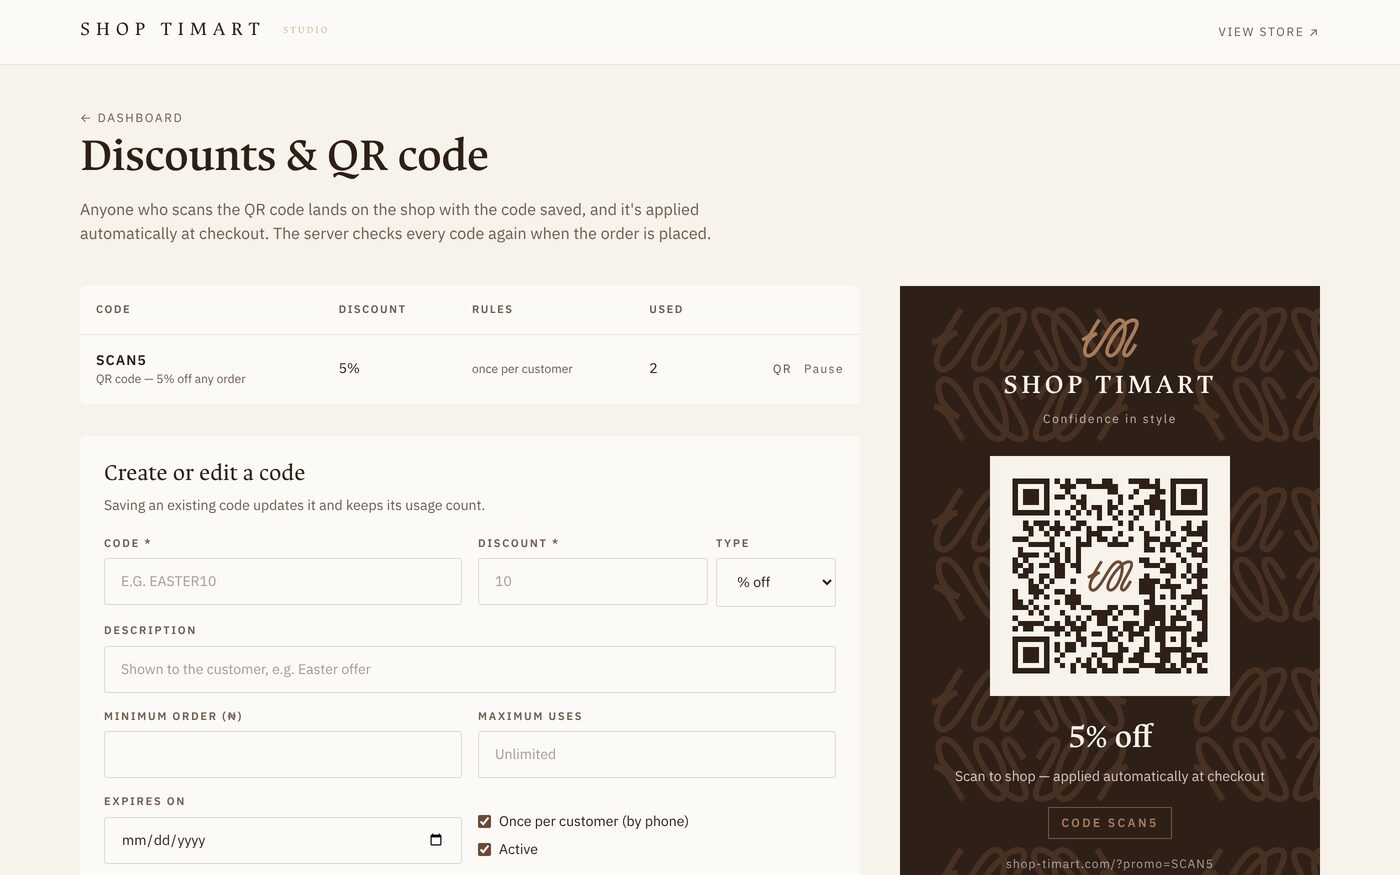 SHOP TIMART STUDIO
VIEW STORE ↗
← DASHBOARD
Discounts & QR code
Anyone who scans the QR code lands on the shop with the code saved, and it's applied
automatically at checkout. The server checks every code again when the order is placed.
CODE DISCOUNT RULES USED
SCAN5
QR code — 5% off any order
5% once per customer 2 QR Pause
Create or edit a code
Saving an existing code updates it and keeps its usage count.
CODE * DISCOUNT * TYPE
E.G. EASTER10 10 % off
DESCRIPTION
Shown to the customer, e.g. Easter offer
MINIMUM ORDER (₦) MAXIMUM USES
Unlimited
EXPIRES ON
mm/dd/yyyy
Once per customer (by phone)
Active
tm
SHOP TIMART
Confidence in style
tm
5% off
Scan to shop — applied automatically at checkout
CODE SCAN5
shop-timart.com/?promo=SCAN5